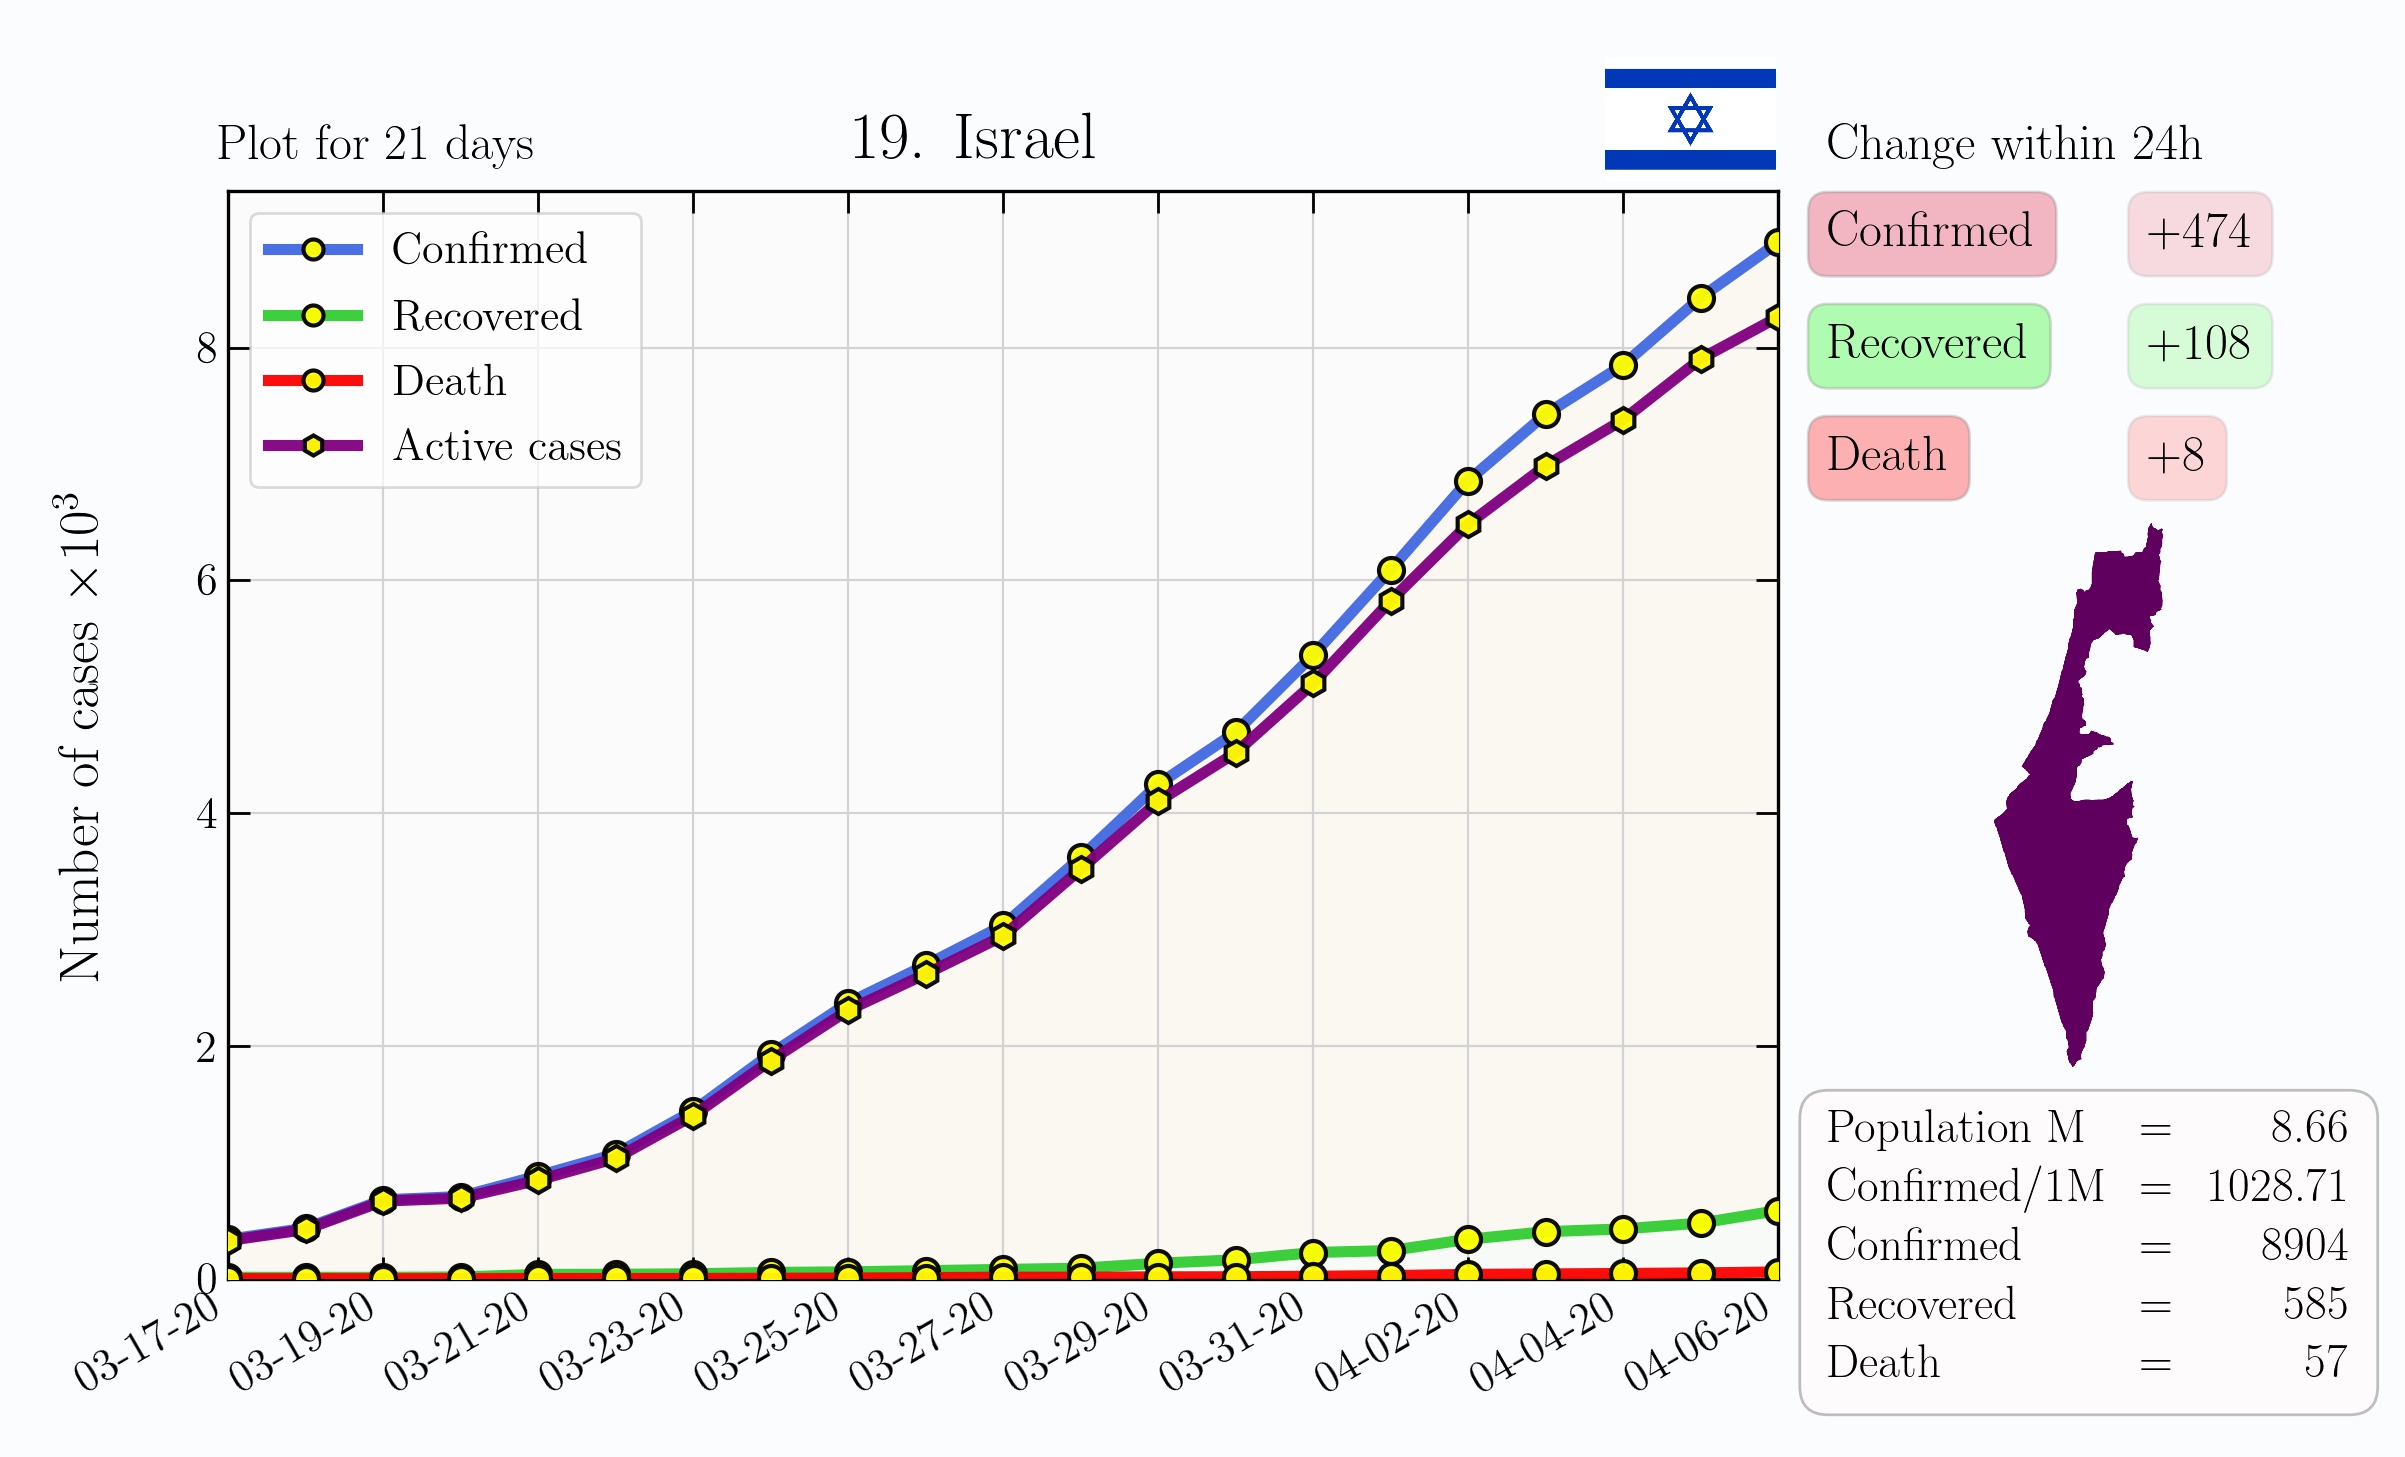 Plot for 21 days
19. Israel
Change within 24h
Confirmed
Recovered
Death
Active cases
Confirmed +474
Recovered +108
Death +8
Number of cases ×10³
8
6
4
2
0
03-17-20
03-19-20
03-21-20
03-23-20
03-25-20
03-27-20
03-29-20
03-31-20
04-02-20
04-04-20
04-06-20
Population M = 8.66
Confirmed/1M = 1028.71
Confirmed = 8904
Recovered = 585
Death = 57